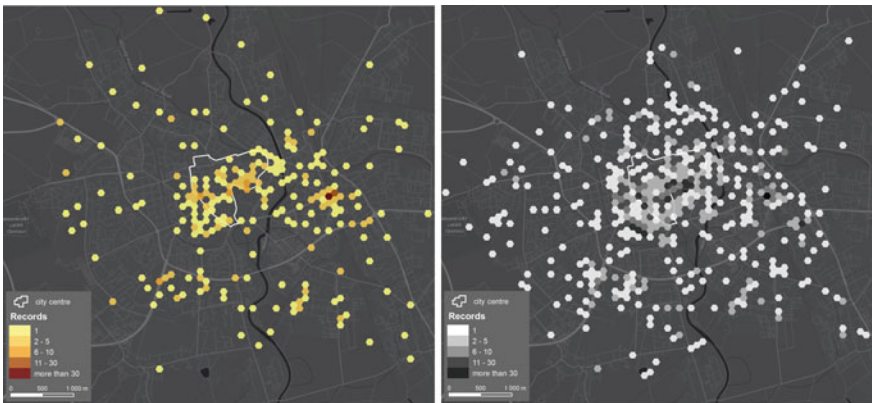 city centre
Records
1
2 - 5
6 - 10
11 - 30
more than 30
0 500 1 000 m
city centre
Records
1
2 - 5
6 - 10
11 - 30
more than 30
0 500 1 000 m